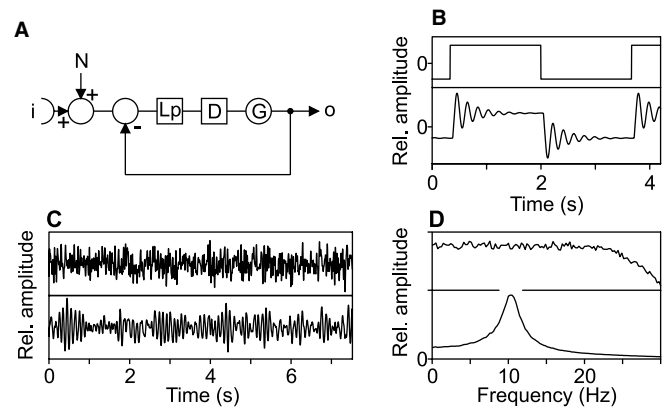 A
N
i
+
+
-
Lp
D
G
o
B
Rel. amplitude
0
0
0
2
4
Time (s)
C
Rel. amplitude
0
2
4
6
Time (s)
D
Rel. amplitude
0
0
10
20
Frequency (Hz)